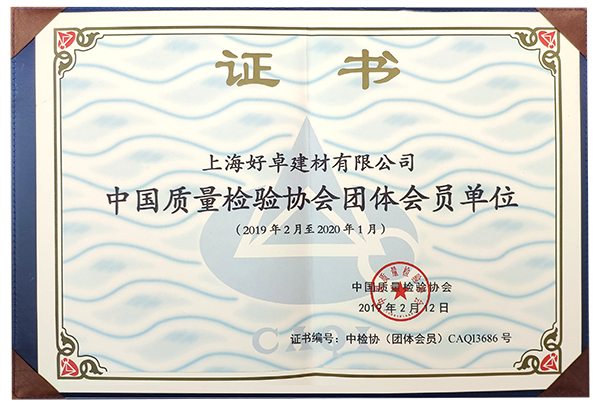 证书
上海好卓建材有限公司
中国质量检验协会团体会员单位
（2019年2月至2020年1月）
中国质量检验协会
2019年2月12日
CAQI
证书编号：中检协（团体会员）CAQI3686号